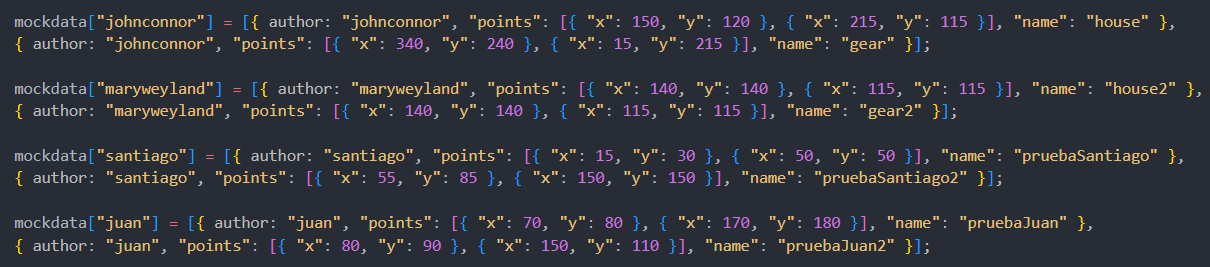 mockdata["johnconnor"] = [{ author: "johnconnor", "points": [{ "x": 150, "y": 120 }, { "x": 215, "y": 115 }], "name": "house" },
{ author: "johnconnor", "points": [{ "x": 340, "y": 240 }, { "x": 15, "y": 215 }], "name": "gear" }];
mockdata["maryweyland"] = [{ author: "maryweyland", "points": [{ "x": 140, "y": 140 }, { "x": 115, "y": 115 }], "name": "house2" },
{ author: "maryweyland", "points": [{ "x": 140, "y": 140 }, { "x": 115, "y": 115 }], "name": "gear2" }];
mockdata["santiago"] = [{ author: "santiago", "points": [{ "x": 15, "y": 30 }, { "x": 50, "y": 50 }], "name": "pruebaSantiago" },
{ author: "santiago", "points": [{ "x": 55, "y": 85 }, { "x": 150, "y": 150 }], "name": "pruebaSantiago2" }];
mockdata["juan"] = [{ author: "juan", "points": [{ "x": 70, "y": 80 }, { "x": 170, "y": 180 }], "name": "pruebaJuan" },
{ author: "juan", "points": [{ "x": 80, "y": 90 }, { "x": 150, "y": 110 }], "name": "pruebaJuan2" }];